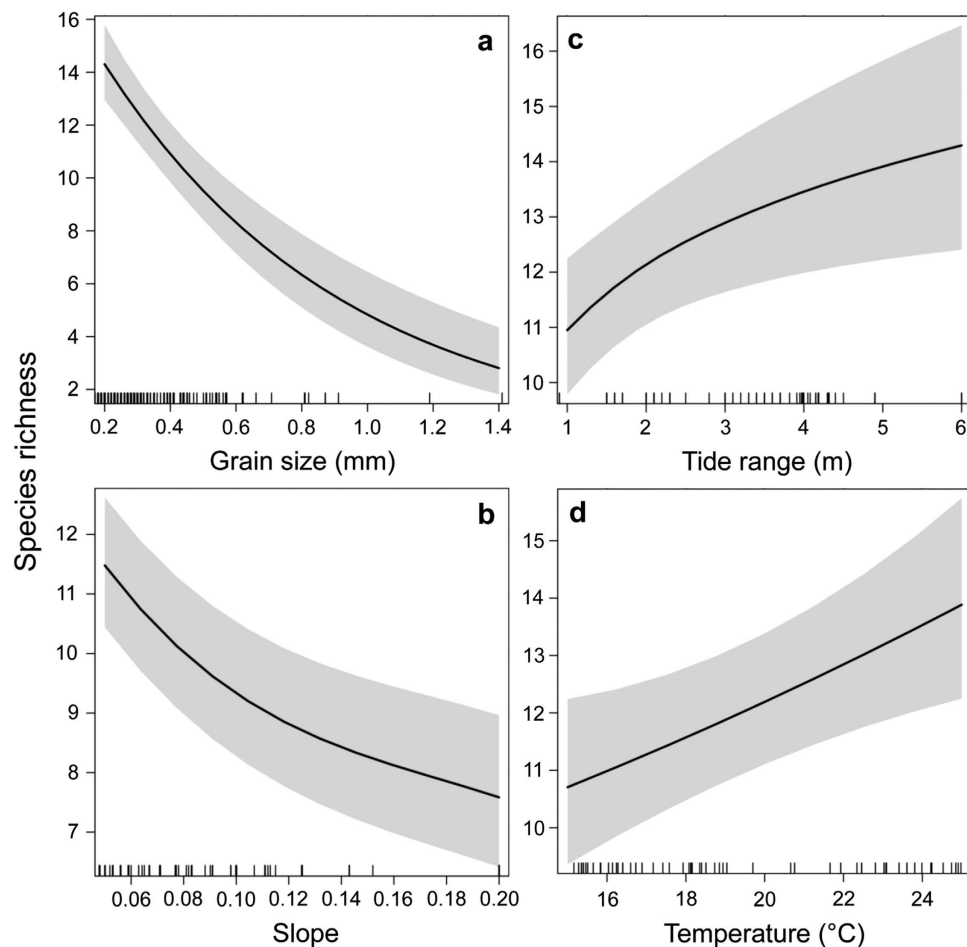 Species richness
a
16
14
12
10
8
6
4
2
0.2 0.4 0.6 0.8 1.0 1.2 1.4
Grain size (mm)
c
16
15
14
13
12
11
10
1 2 3 4 5 6
Tide range (m)
b
12
11
10
9
8
7
0.06 0.08 0.10 0.12 0.14 0.16 0.18 0.20
Slope
d
15
14
13
12
11
10
16 18 20 22 24
Temperature (°C)